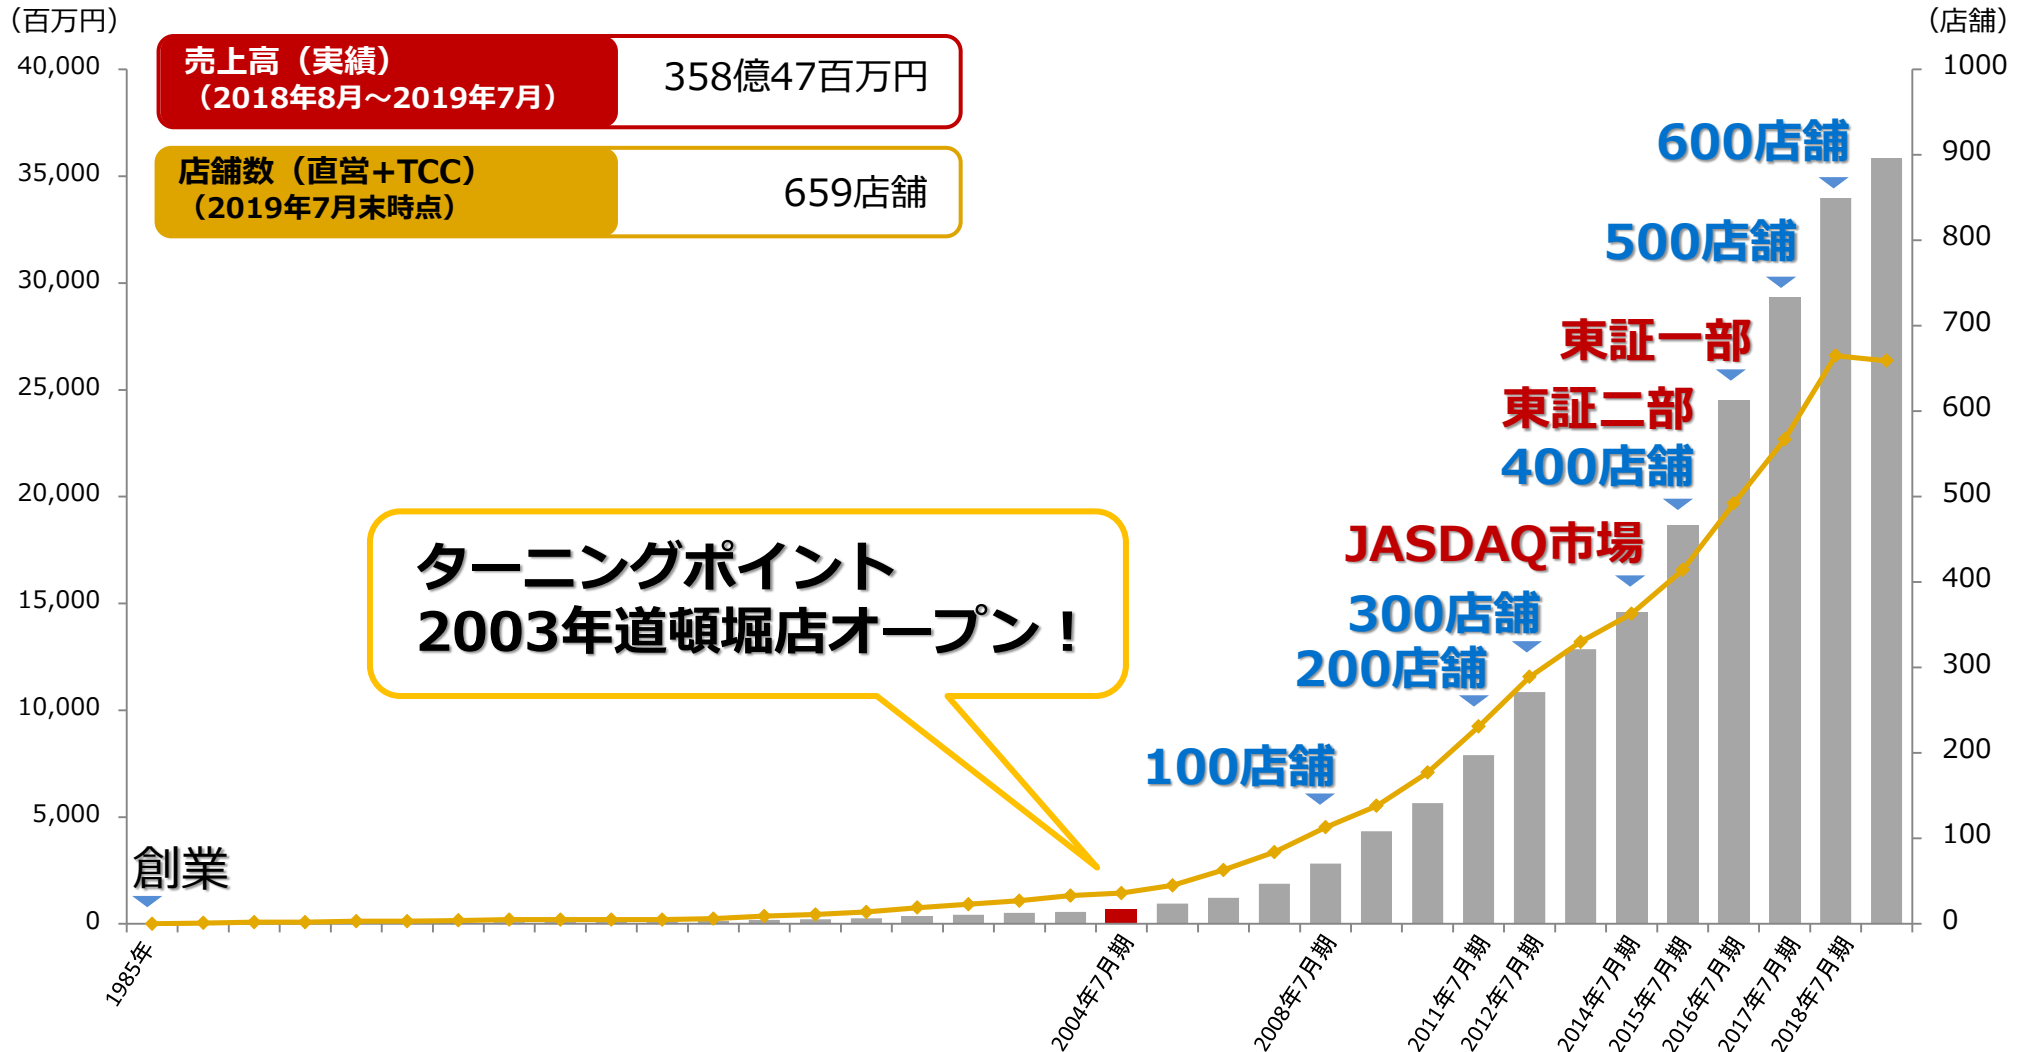 （百万円）
（店舗）
売上高（実績）
（2018年8月～2019年7月）
358億47百万円
店舗数（直営+TCC）
（2019年7月末時点）
659店舗
40,000
35,000
30,000
25,000
20,000
15,000
10,000
5,000
0
1000
900
800
700
600
500
400
300
200
100
0
600店舗
500店舗
東証一部
東証二部
400店舗
JASDAQ市場
300店舗
200店舗
100店舗
ターニングポイント
2003年道頓堀店オープン！
創業
1985年
2004年7月期
2008年7月期
2011年7月期
2012年7月期
2014年7月期
2015年7月期
2016年7月期
2017年7月期
2018年7月期